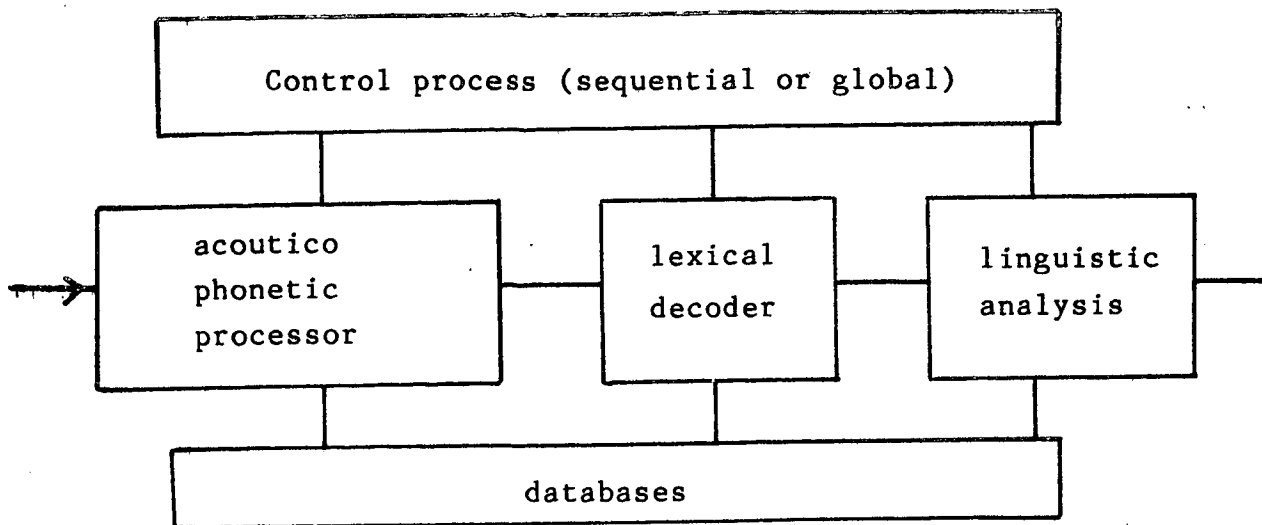 Control process (sequential or global)
acoutico
phonetic
processor
lexical
decoder
linguistic
analysis
databases